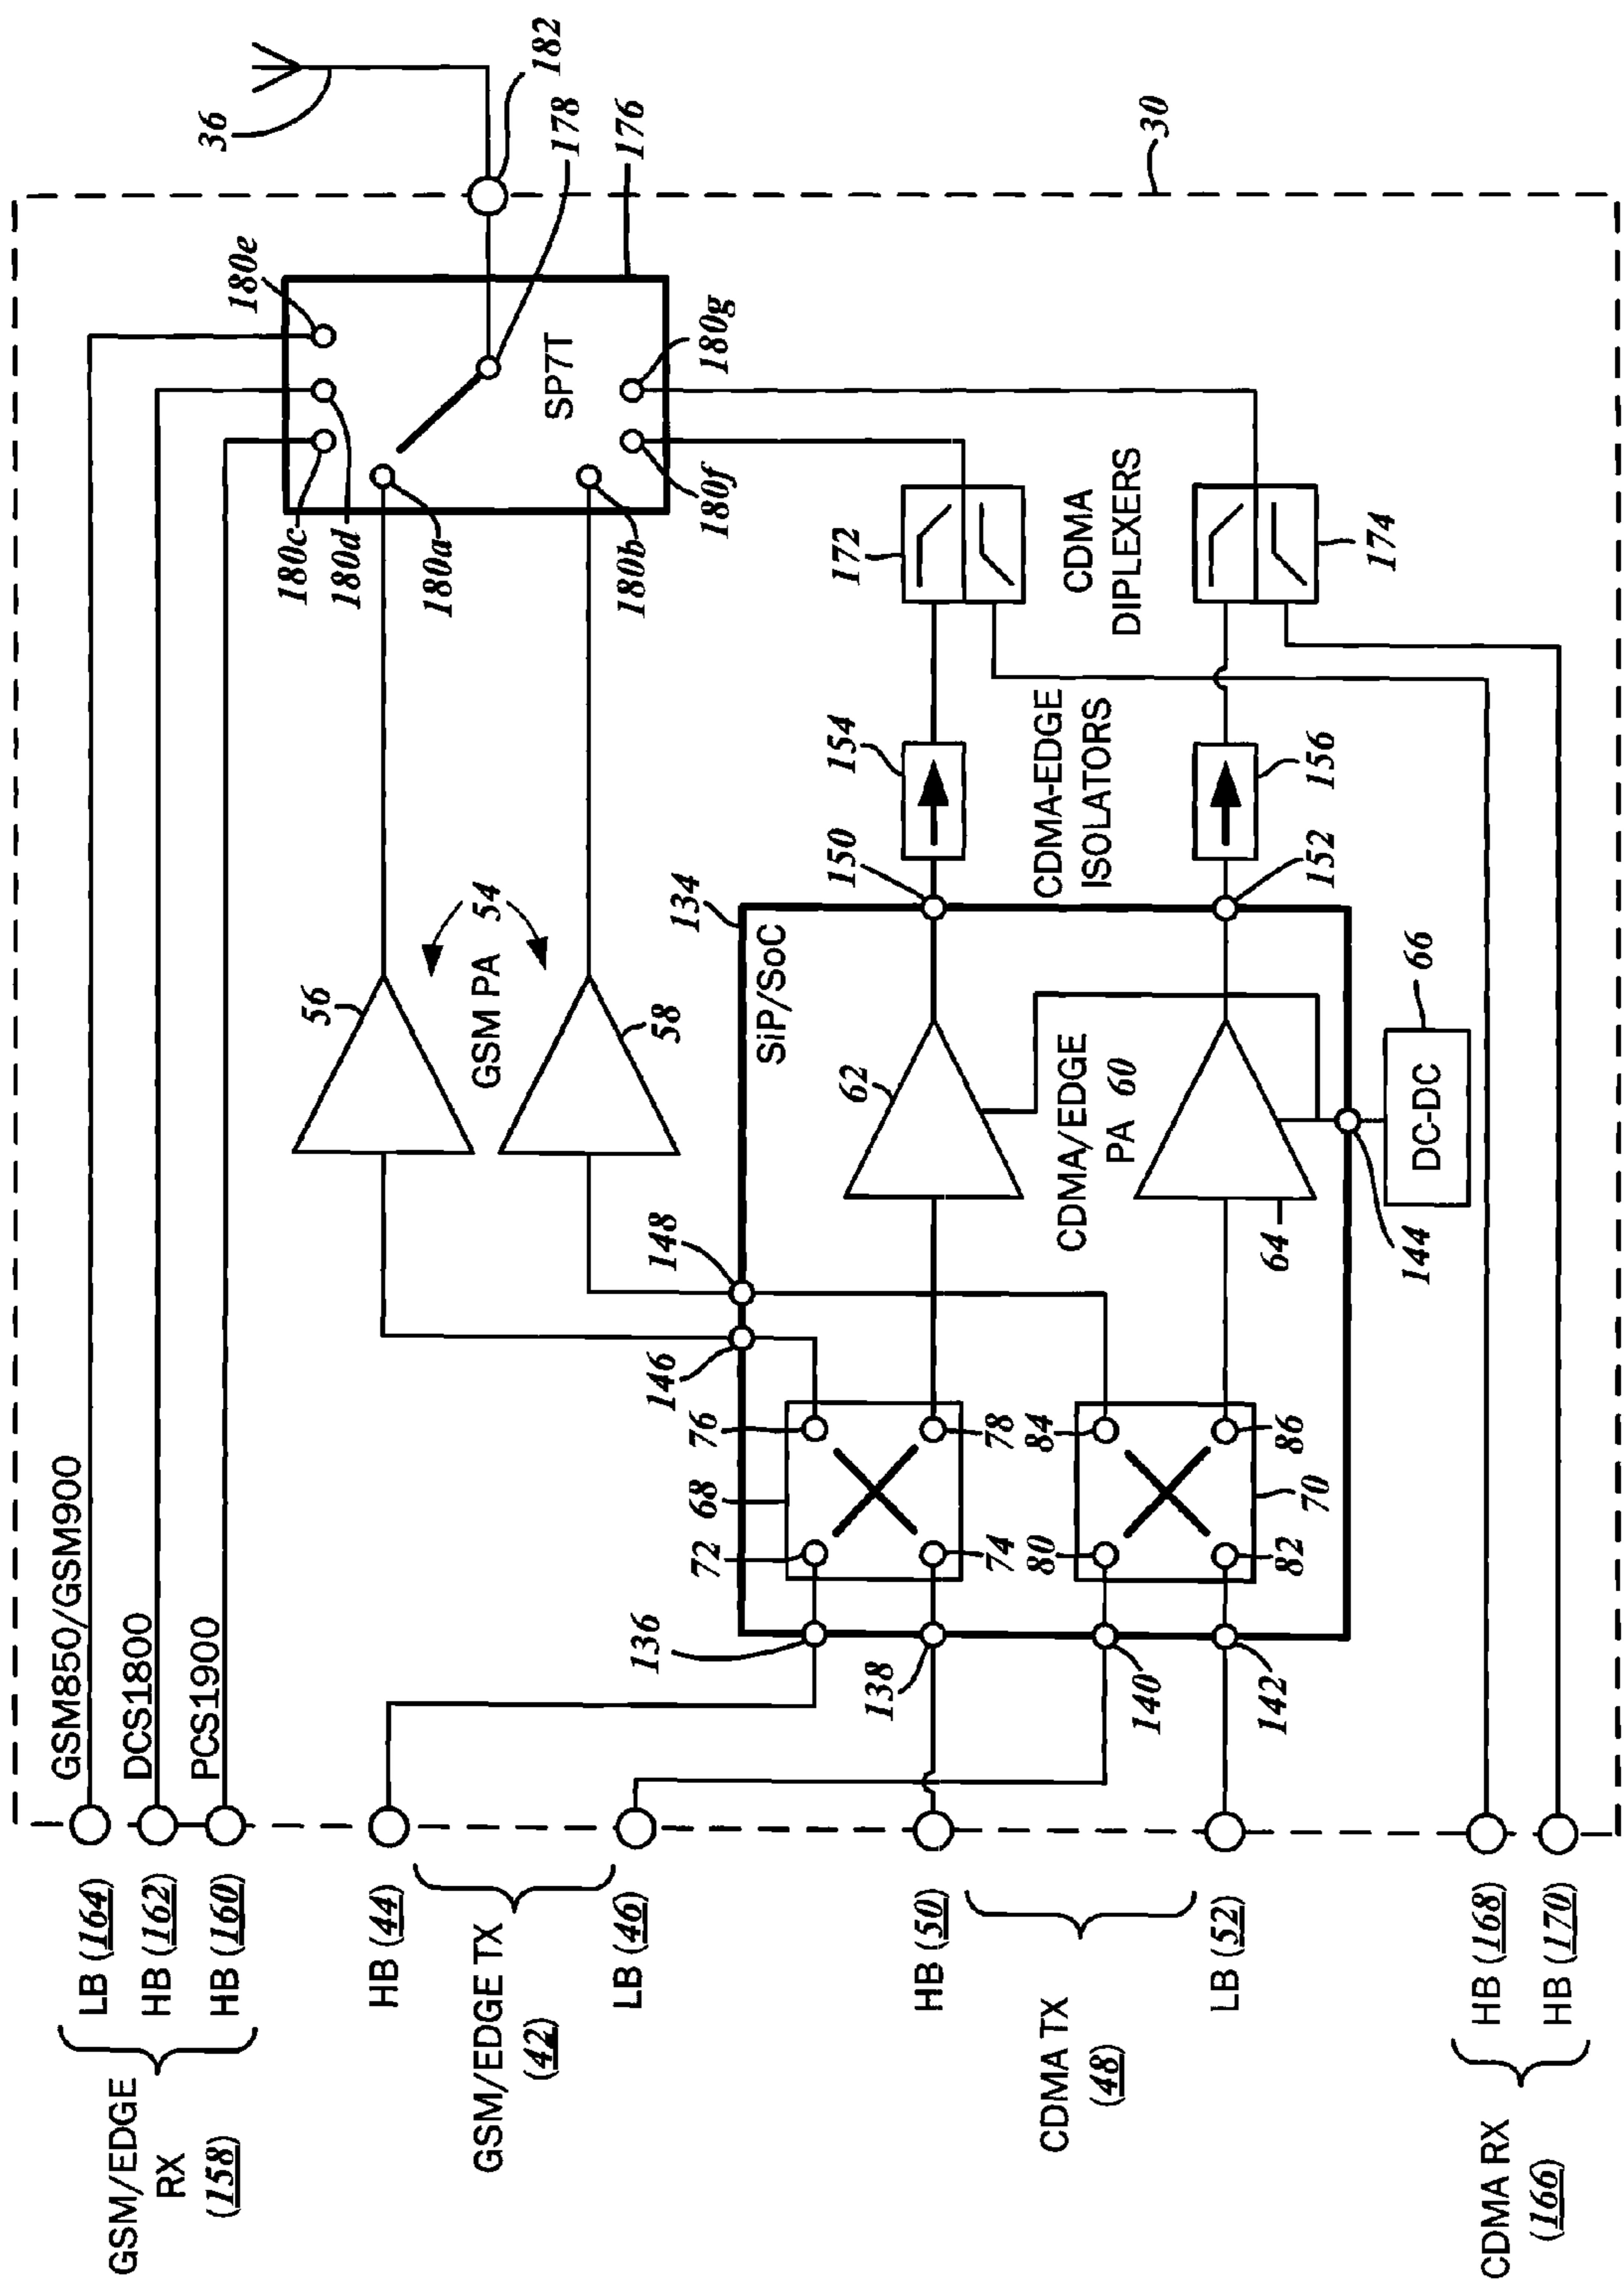 GSM/EDGE
RX
(158)
LB (164)
HB (162)
HB (160)
GSM850/GSM900
DCS1800
PCS1900
GSM/EDGE TX
(42)
HB (44)
LB (46)
CDMA TX
(48)
HB (50)
LB (52)
CDMA RX
(166)
HB (168)
HB (170)
136
138
140
142
72
68
76
74
78
80
84
82
86
70
146
148
56
GSM PA 54
58
134
SiP/SoC
62
CDMA/EDGE
PA 60
64
144
DC-DC
66
150
152
154
CDMA-EDGE
ISOLATORS
156
172
CDMA
DIPLEXERS
174
180c
180d
180a
180b
180e
180f
180g
SP7T
176
178
182
36
30